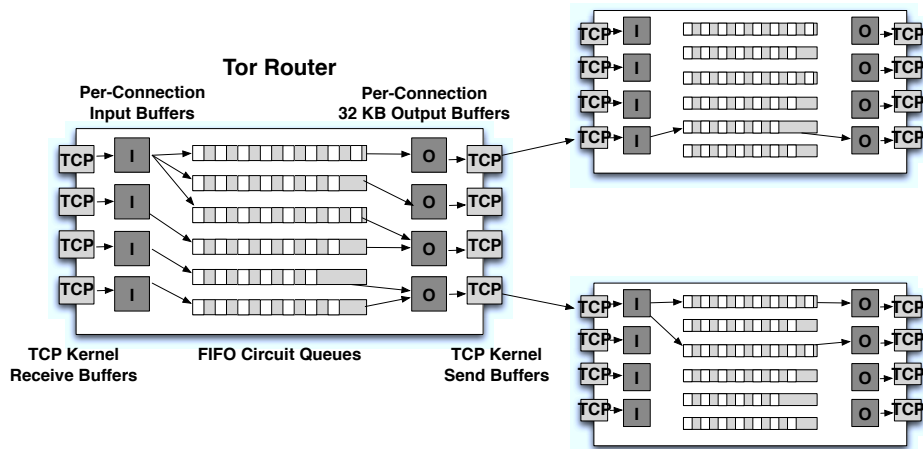 Tor Router
Per-Connection
Input Buffers
Per-Connection
32 KB Output Buffers
TCP I O TCP
TCP I O TCP
TCP I O TCP
TCP I O TCP
TCP Kernel
Receive Buffers
FIFO Circuit Queues
TCP Kernel
Send Buffers
TCP I O TCP
TCP I O TCP
TCP I O TCP
TCP I O TCP
TCP I O TCP
TCP I O TCP
TCP I O TCP
TCP I O TCP